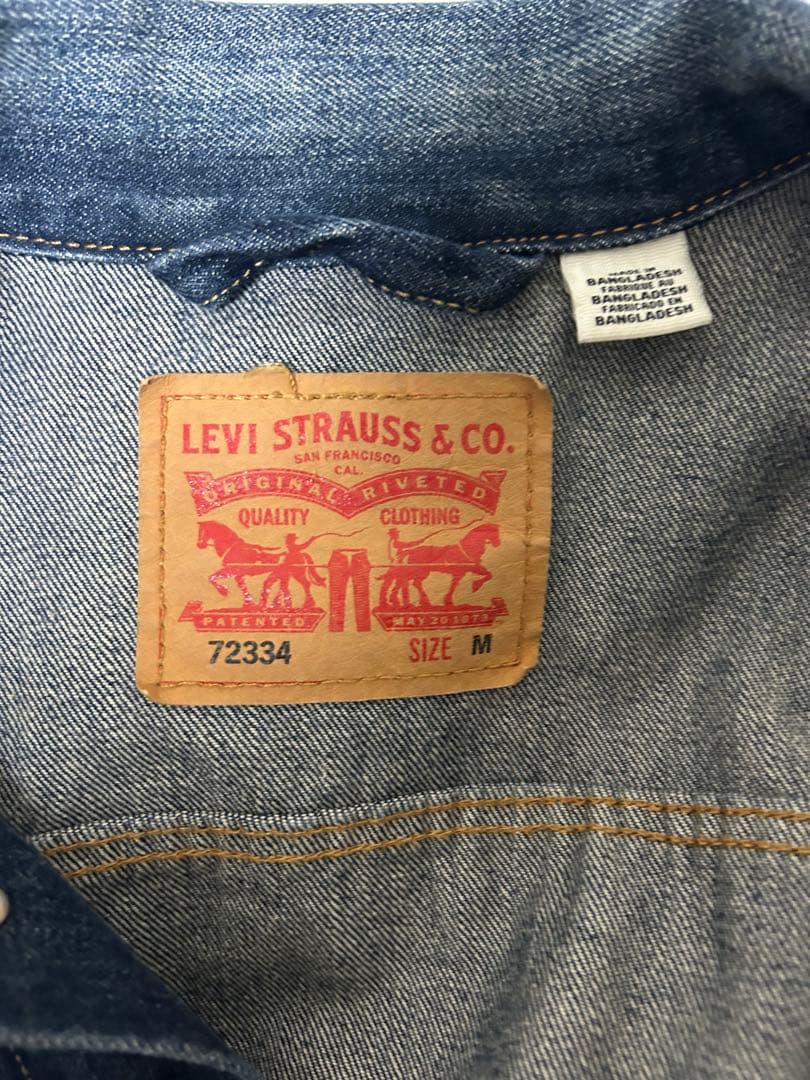 MADE IN
BANGLADESH
FABRIQUE AU
BANGLADESH
FABRICADO EN
BANGLADESH
LEVI STRAUSS & CO.
SAN FRANCISCO
CAL.
ORIGINAL RIVETED
QUALITY CLOTHING
PATENTED MAY 20 1873
72334 SIZE M